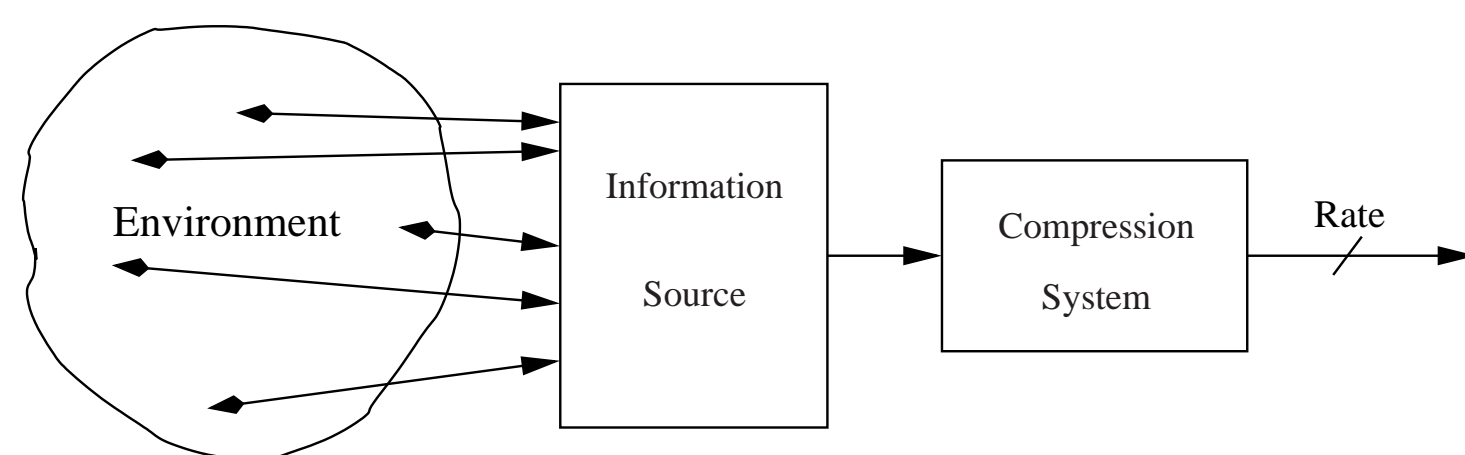 Environment
Information
Source
Compression
System
Rate